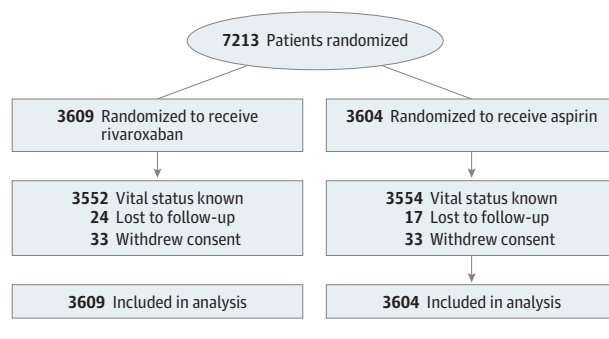 7213 Patients randomized
3609 Randomized to receive
rivaroxaban
3604 Randomized to receive aspirin
3552 Vital status known
24 Lost to follow-up
33 Withdrew consent
3554 Vital status known
17 Lost to follow-up
33 Withdrew consent
3609 Included in analysis
3604 Included in analysis